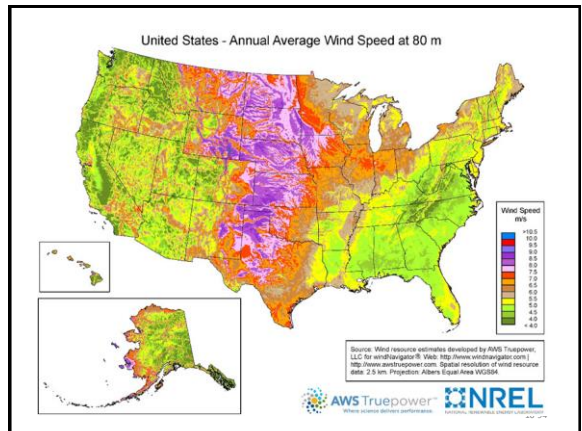 United States - Annual Average Wind Speed at 80 m
Wind Speed
m/s
>10.5
10.0
9.5
9.0
8.5
8.0
7.5
7.0
6.5
6.0
5.5
5.0
4.5
4.0
< 4.0
Source: Wind resource estimates developed by AWS Truepower,
LLC for windNavigator®. Web: http://www.windnavigator.com |
http://www.awstruepower.com. Spatial resolution of wind resource
data: 2.5 km. Projection: Albers Equal Area WGS84.
AWS Truepower™
Where science delivers performance.
NREL
NATIONAL RENEWABLE ENERGY LABORATORY